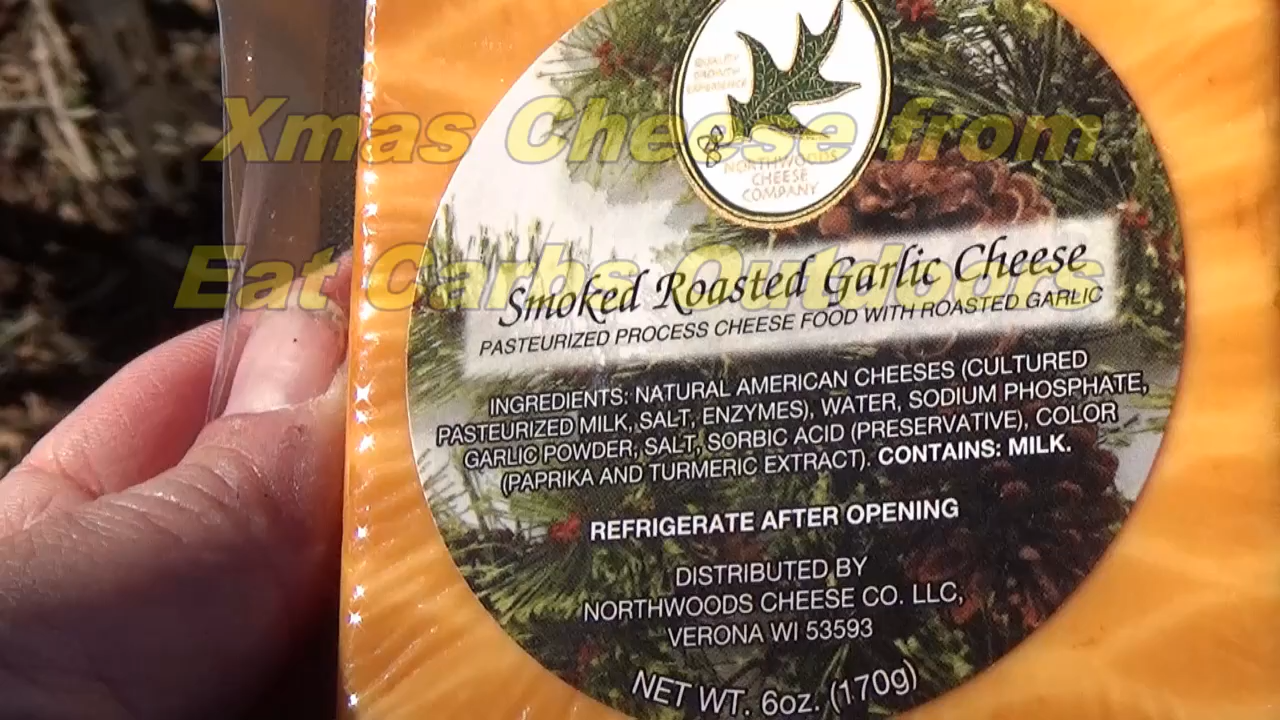 QUALITY
GROWTH
EXPERIENCE
NORTHWOODS
CHEESE
COMPANY
Xmas Cheese from
Eat Carbs Outdoors
Smoked Roasted Garlic Cheese
PASTEURIZED PROCESS CHEESE FOOD WITH ROASTED GARLIC
INGREDIENTS: NATURAL AMERICAN CHEESES (CULTURED
PASTEURIZED MILK, SALT, ENZYMES), WATER, SODIUM PHOSPHATE,
GARLIC POWDER, SALT, SORBIC ACID (PRESERVATIVE), COLOR
(PAPRIKA AND TURMERIC EXTRACT). CONTAINS: MILK.
REFRIGERATE AFTER OPENING
DISTRIBUTED BY
NORTHWOODS CHEESE CO. LLC,
VERONA WI 53593
NET WT. 6oz. (170g)